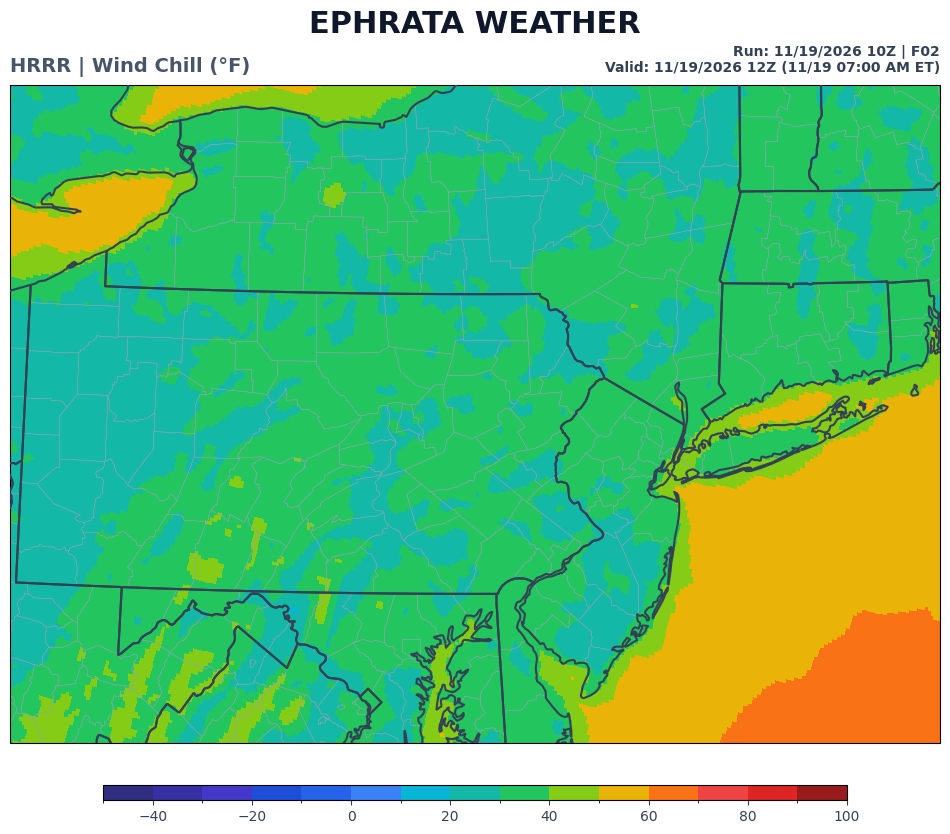 EPHRATA WEATHER
HRRR | Wind Chill (°F)
Run: 11/19/2026 10Z | F02
Valid: 11/19/2026 12Z (11/19 07:00 AM ET)
−40 −20 0 20 40 60 80 100